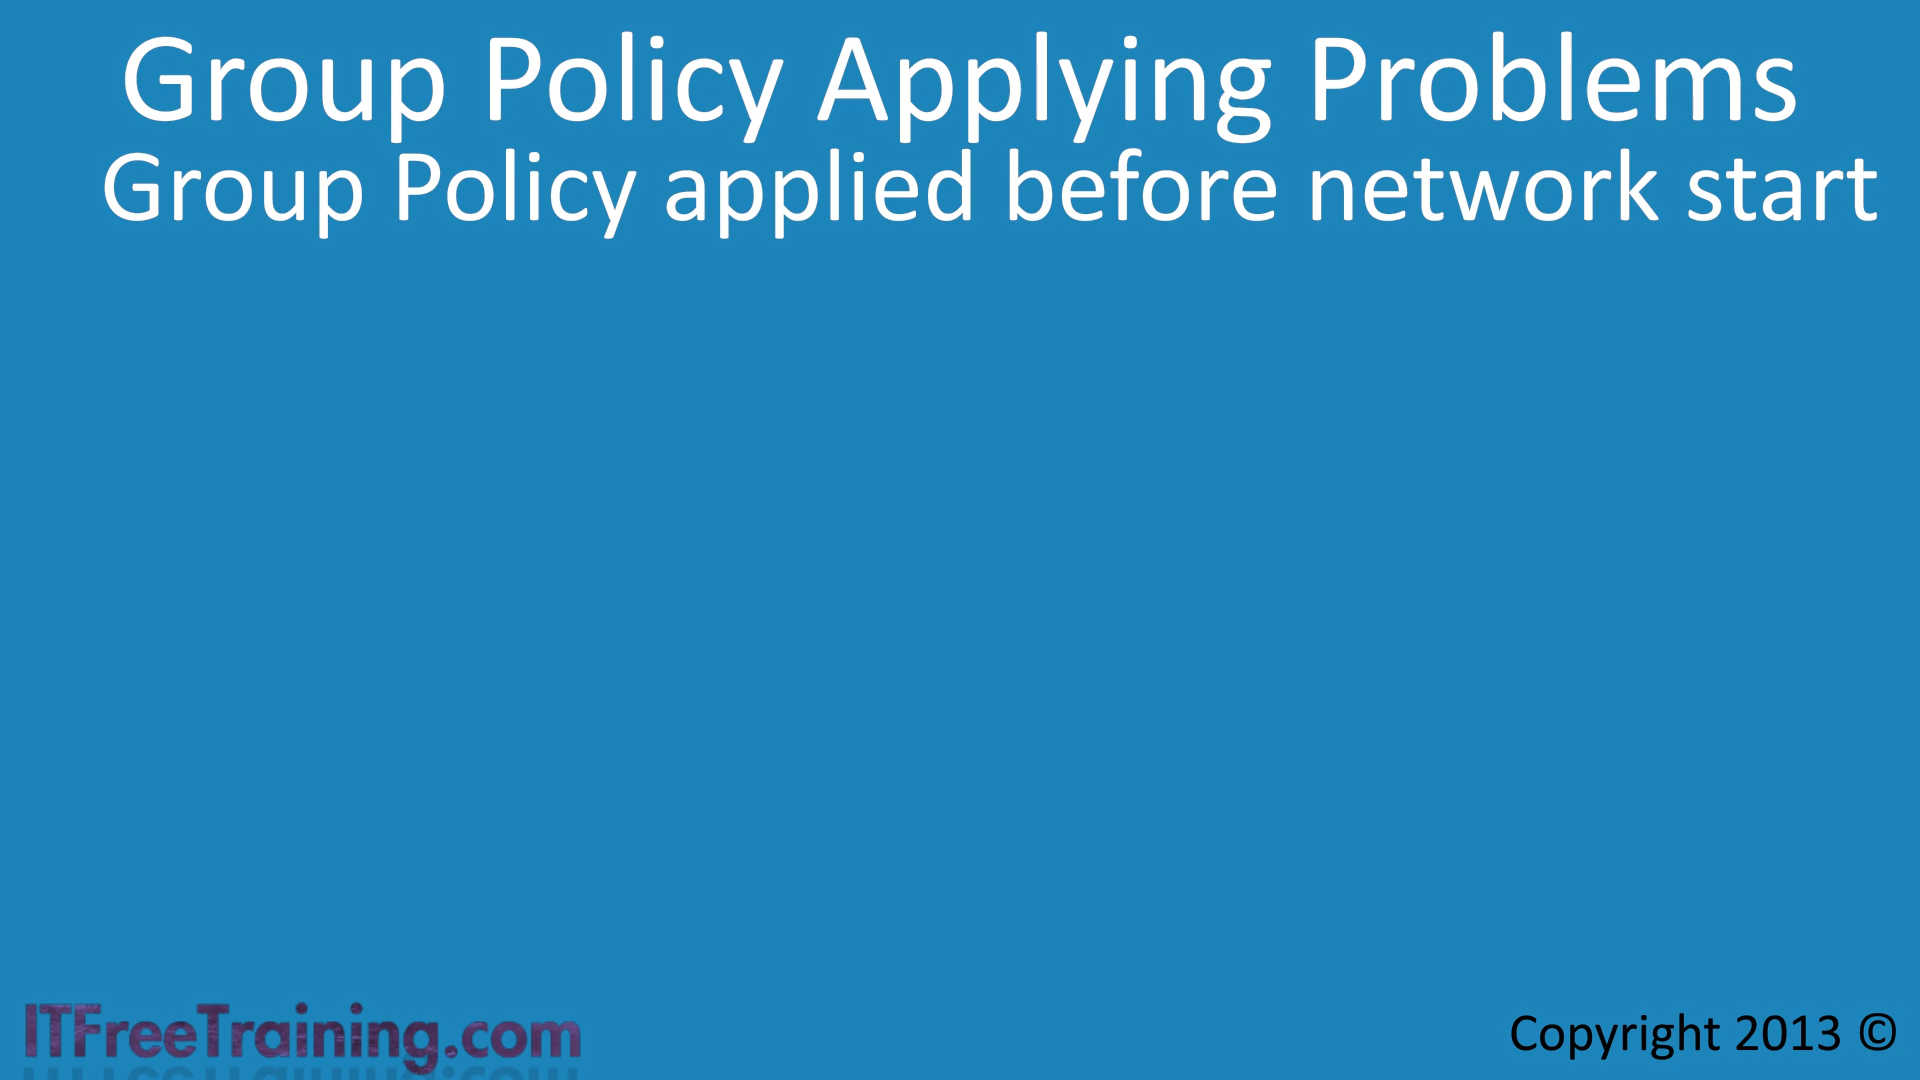 Group Policy Applying Problems
Group Policy applied before network start
ITFreeTraining.com
Copyright 2013 ©